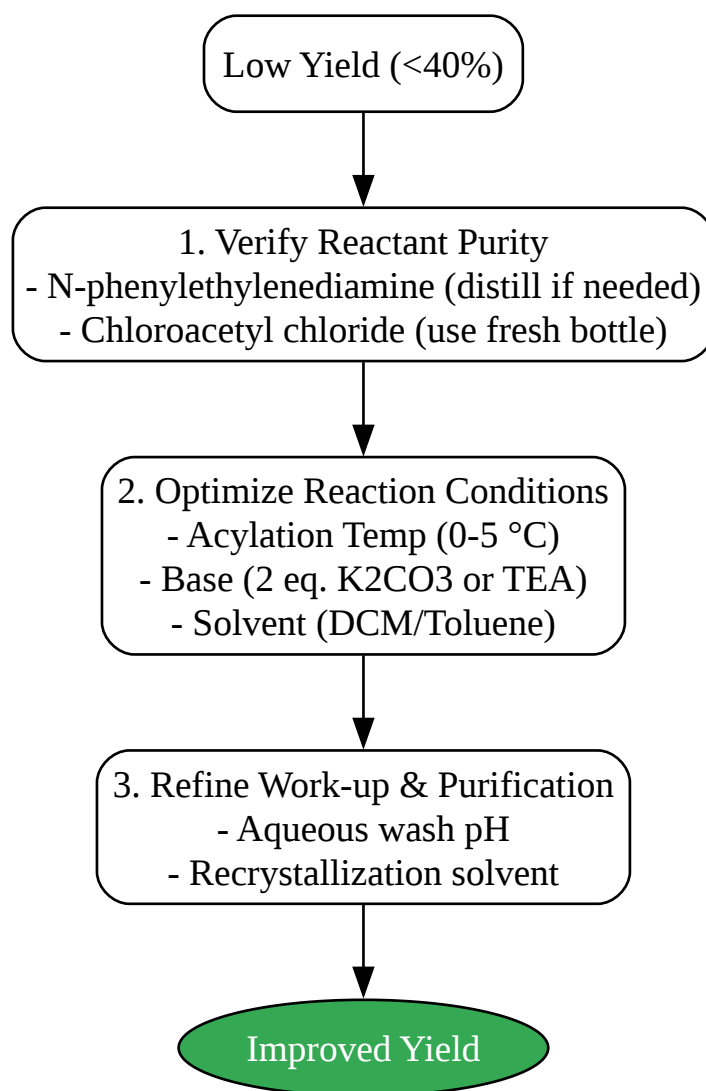 Low Yield (<40%)
1. Verify Reactant Purity
- N-phenylethylenediamine (distill if needed)
- Chloroacetyl chloride (use fresh bottle)
2. Optimize Reaction Conditions
- Acylation Temp (0-5 °C)
- Base (2 eq. K2CO3 or TEA)
- Solvent (DCM/Toluene)
3. Refine Work-up & Purification
- Aqueous wash pH
- Recrystallization solvent
Improved Yield